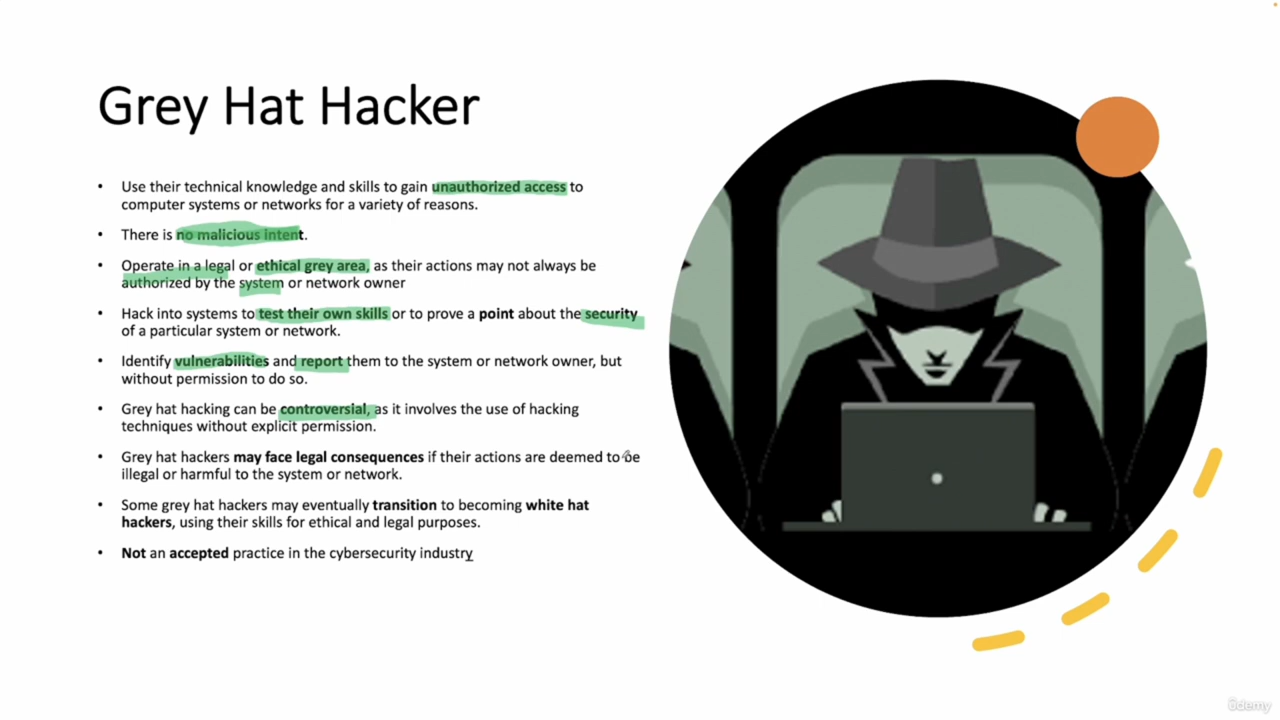 Grey Hat Hacker
• Use their technical knowledge and skills to gain unauthorized access to
computer systems or networks for a variety of reasons.
• There is no malicious intent.
• Operate in a legal or ethical grey area, as their actions may not always be
authorized by the system or network owner
• Hack into systems to test their own skills or to prove a point about the security
of a particular system or network.
• Identify vulnerabilities and report them to the system or network owner, but
without permission to do so.
• Grey hat hacking can be controversial, as it involves the use of hacking
techniques without explicit permission.
• Grey hat hackers may face legal consequences if their actions are deemed to be
illegal or harmful to the system or network.
• Some grey hat hackers may eventually transition to becoming white hat
hackers, using their skills for ethical and legal purposes.
• Not an accepted practice in the cybersecurity industry
ûdemy